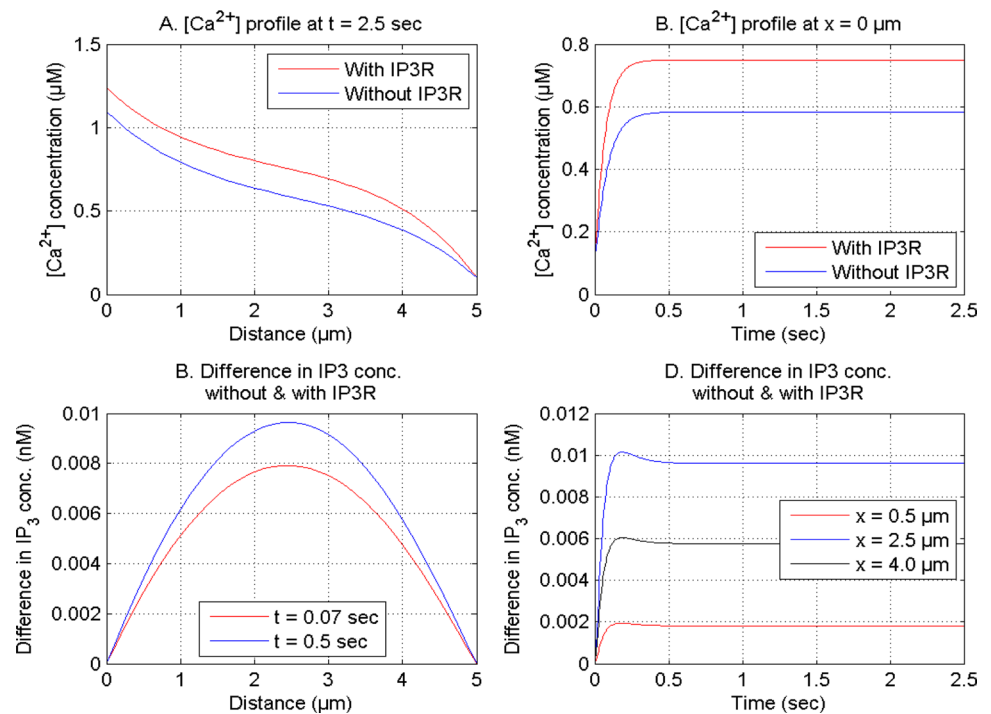 A. [Ca²⁺] profile at t = 2.5 sec
[Ca²⁺] concentration (µM)
1.5
1
0.5
0
With IP3R
Without IP3R
0 1 2 3 4 5
Distance (µm)
B. [Ca²⁺] profile at x = 0 µm
[Ca²⁺] concentration (µM)
0.8
0.6
0.4
0.2
0
With IP3R
Without IP3R
0 0.5 1 1.5 2 2.5
Time (sec)
B. Difference in IP3 conc.
without & with IP3R
Difference in IP₃ conc. (nM)
0.01
0.008
0.006
0.004
0.002
0
t = 0.07 sec
t = 0.5 sec
0 1 2 3 4 5
Distance (µm)
D. Difference in IP3 conc.
without & with IP3R
Difference in IP₃ conc. (nM)
0.012
0.01
0.008
0.006
0.004
0.002
0
x = 0.5 µm
x = 2.5 µm
x = 4.0 µm
0 0.5 1 1.5 2 2.5
Time (sec)